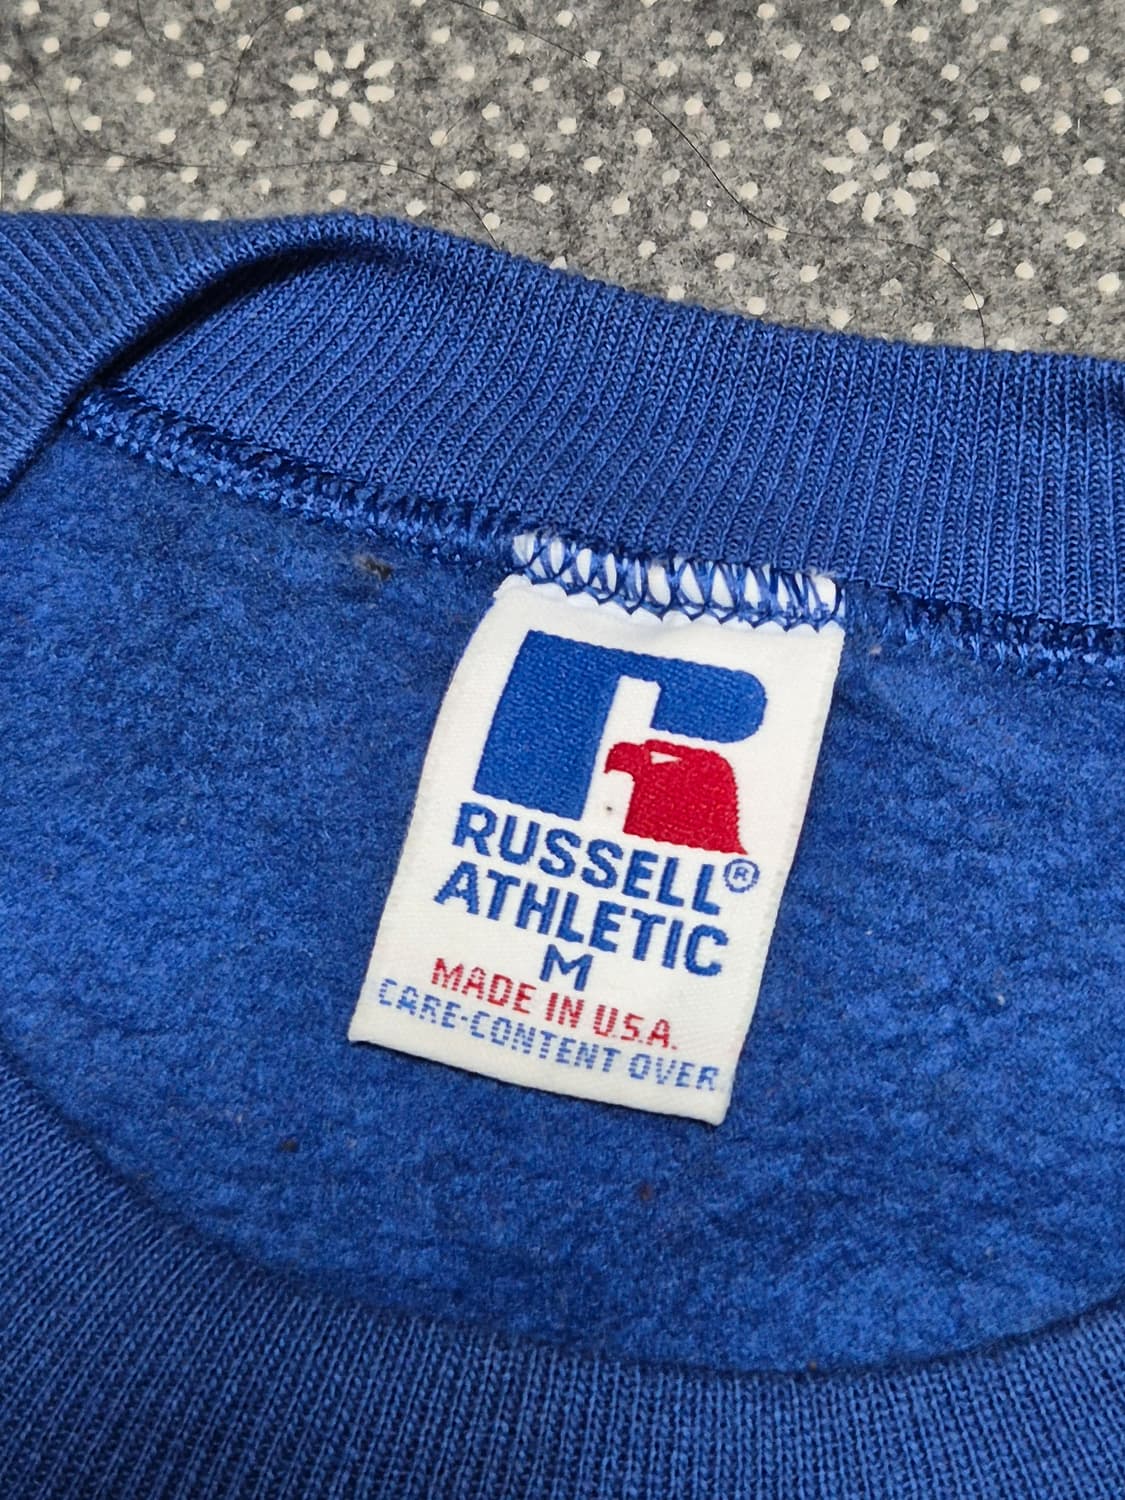 RUSSELL®
ATHLETIC
M
MADE IN U.S.A.
CARE-CONTENT OVER